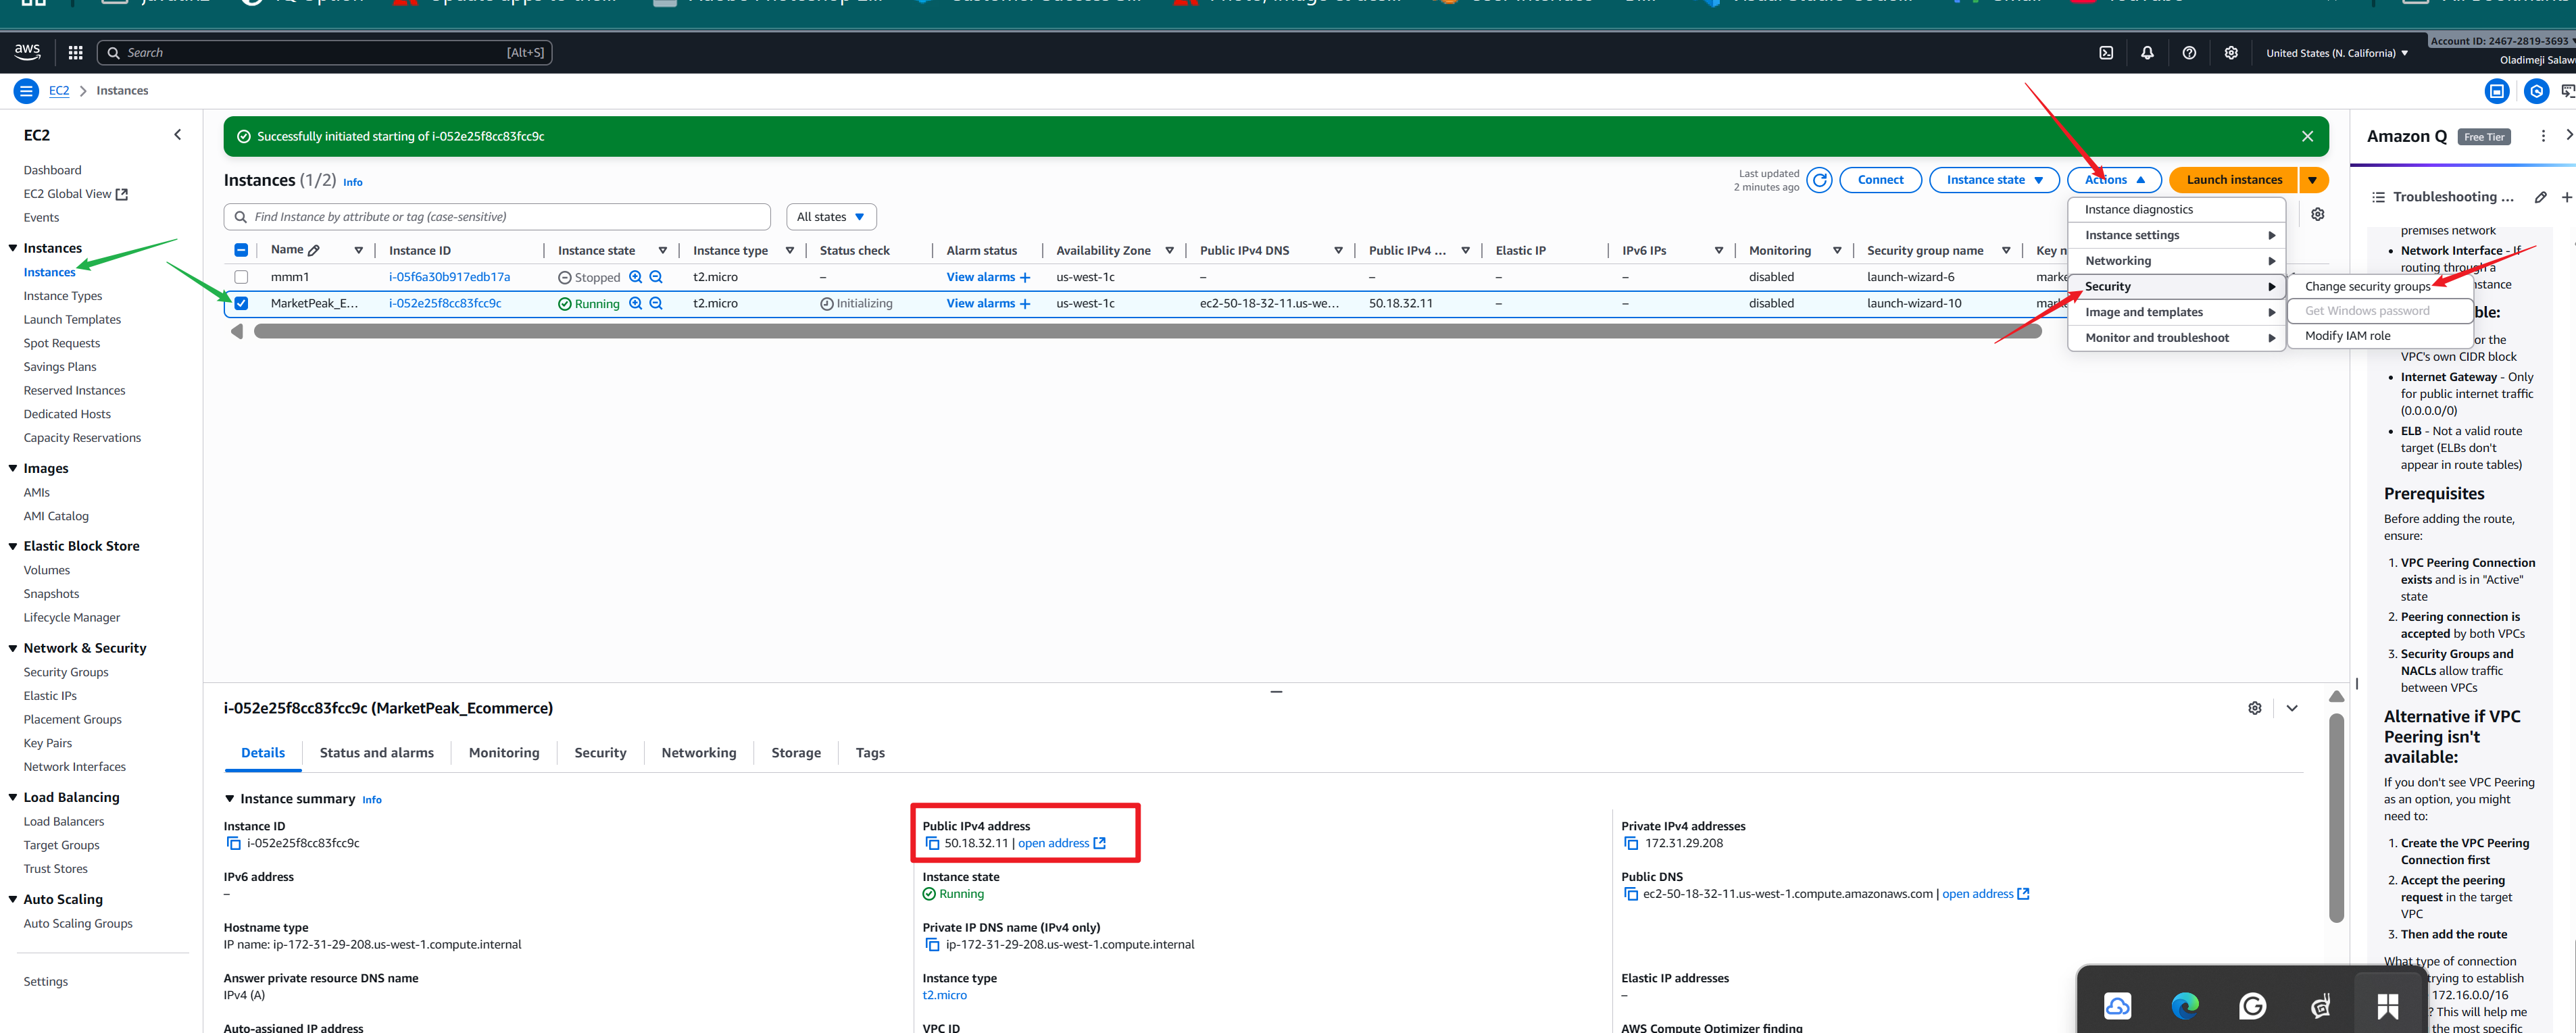 aws
Search
[Alt+S]
United States (N. California)
Account ID: 2467-2819-3693
EC2
Instances
EC2
Dashboard
EC2 Global View
Events
Instances
Instances
Instance Types
Launch Templates
Spot Requests
Savings Plans
Reserved Instances
Dedicated Hosts
Capacity Reservations
Images
AMIs
AMI Catalog
Elastic Block Store
Volumes
Snapshots
Lifecycle Manager
Network & Security
Security Groups
Elastic IPs
Placement Groups
Key Pairs
Network Interfaces
Load Balancing
Load Balancers
Target Groups
Trust Stores
Auto Scaling
Auto Scaling Groups
Settings
Successfully initiated starting of i-052e25f8cc83fcc9c
Instances (1/2) Info
Last updated
2 minutes ago
Connect
Instance state
Actions
Launch instances
Find Instance by attribute or tag (case-sensitive)
All states
Name Instance ID Instance state Instance type Status check Alarm status Availability Zone Public IPv4 DNS Public IPv4 ... Elastic IP IPv6 IPs Monitoring Security group name Key
mmm1 i-05f6a30b917edb17a Stopped t2.micro – View alarms + us-west-1c – – – – disabled launch-wizard-6
MarketPeak_E... i-052e25f8cc83fcc9c Running t2.micro Initializing View alarms + us-west-1c ec2-50-18-32-11.us-we... 50.18.32.11 – – disabled launch-wizard-10
Instance diagnostics
Instance settings
Networking
Security
Image and templates
Monitor and troubleshoot
Change security groups
Get Windows password
Modify IAM role
i-052e25f8cc83fcc9c (MarketPeak_Ecommerce)
Details
Status and alarms
Monitoring
Security
Networking
Storage
Tags
Instance summary Info
Instance ID
i-052e25f8cc83fcc9c
Public IPv4 address
50.18.32.11 | open address
Private IPv4 addresses
172.31.29.208
IPv6 address
–
Instance state
Running
Public DNS
ec2-50-18-32-11.us-west-1.compute.amazonaws.com | open address
Hostname type
IP name: ip-172-31-29-208.us-west-1.compute.internal
Private IP DNS name (IPv4 only)
ip-172-31-29-208.us-west-1.compute.internal
Answer private resource DNS name
IPv4 (A)
Instance type
t2.micro
Elastic IP addresses
–
Auto-assigned IP address
VPC ID
AWS Compute Optimizer finding
Amazon Q Free Tier
Troubleshooting ...
premises network
Network Interface - If
routing through a
VPC's own CIDR block
Internet Gateway - Only
for public internet traffic
(0.0.0.0/0)
ELB - Not a valid route
target (ELBs don't
appear in route tables)
Prerequisites
Before adding the route,
ensure:
1. VPC Peering Connection
exists and is in "Active"
state
2. Peering connection is
accepted by both VPCs
3. Security Groups and
NACLs allow traffic
between VPCs
Alternative if VPC
Peering isn't
available:
If you don't see VPC Peering
as an option, you might
need to:
1. Create the VPC Peering
Connection first
2. Accept the peering
request in the target
VPC
3. Then add the route
What type of connection
trying to establish
172.16.0.0/16
? This will help me
the most specific